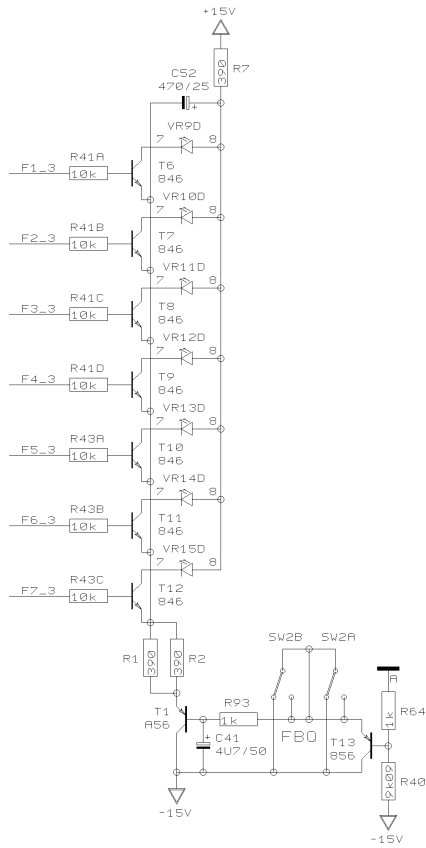 +15V
390 R7
C52
470/25
+
VR9D
7 8
F1_3 R41A 10k
T6
846
VR10D
7 8
F2_3 R41B 10k
T7
846
VR11D
7 8
F3_3 R41C 10k
T8
846
VR12D
7 8
F4_3 R41D 10k
T9
846
VR13D
7 8
F5_3 R43A 10k
T10
846
VR14D
7 8
F6_3 R43B 10k
T11
846
VR15D
7 8
F7_3 R43C 10k
T12
846
R1 390 390 R2
SW2B SW2A
A
T1
A56
R93
1k
FBQ
T13
856
1k R64
+ C41
4U7/50
9k09 R40
-15V
-15V